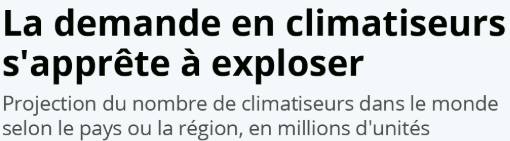 La demande en climatiseurs
s'apprête à exploser
Projection du nombre de climatiseurs dans le monde
selon le pays ou la région, en millions d'unités